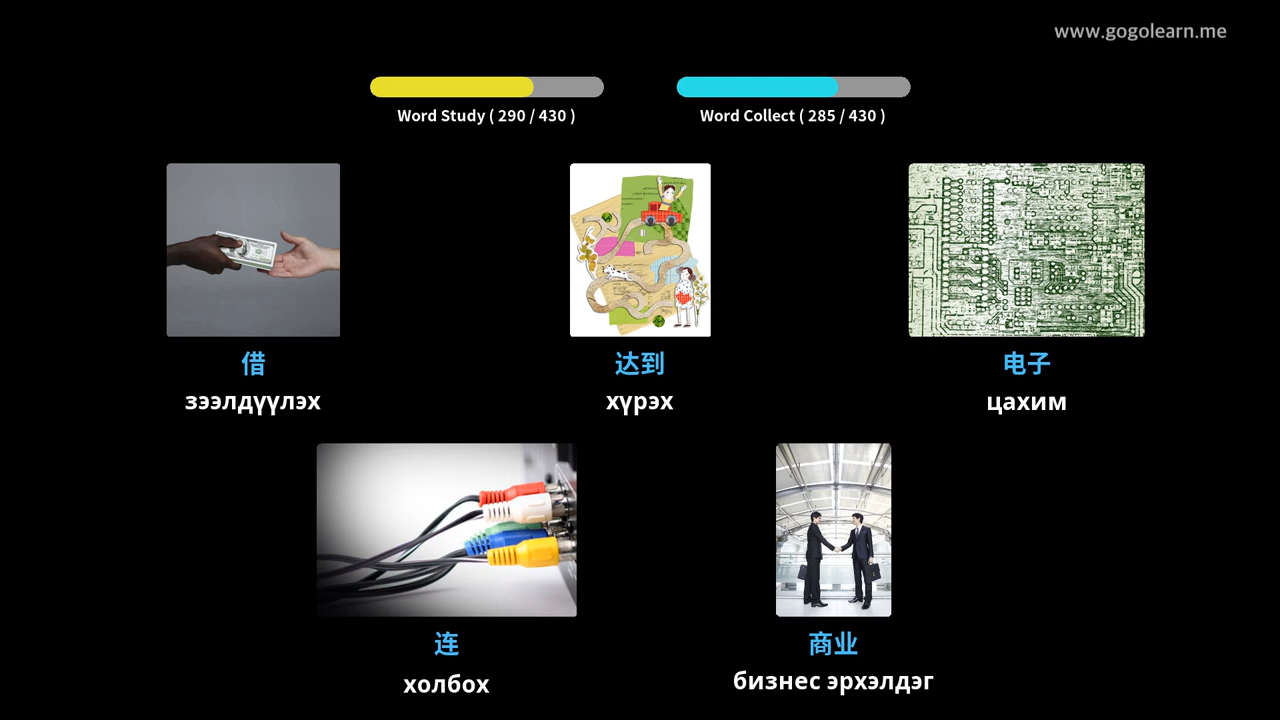 www.gogolearn.me
Word Study ( 290 / 430 )
Word Collect ( 285 / 430 )
借
зээлдүүлэх
达到
хүрэх
电子
цахим
连
холбох
商业
бизнес эрхэлдэг